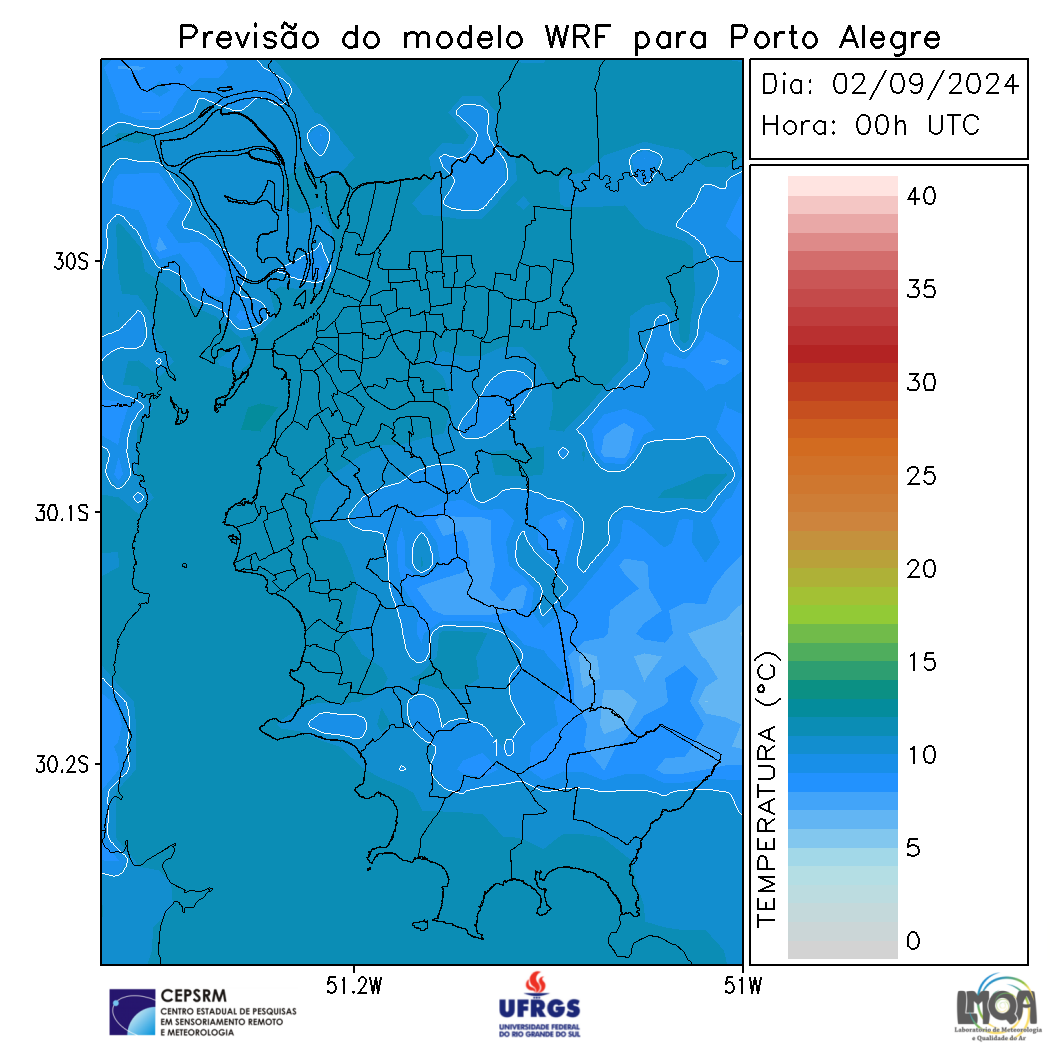 Previsão do modelo WRF para Porto Alegre
Dia: 02/09/2024
Hora: 00h UTC
30S
30.1S
30.2S
51.2W
51W
10
TEMPERATURA (°C)
40
35
30
25
20
15
10
5
0
CEPSRM
CENTRO ESTADUAL DE PESQUISAS
EM SENSORIAMENTO REMOTO
E METEOROLOGIA
UFRGS
UNIVERSIDADE FEDERAL
DO RIO GRANDE DO SUL
LMQA
Laboratório de Meteorologia
e Qualidade do Ar